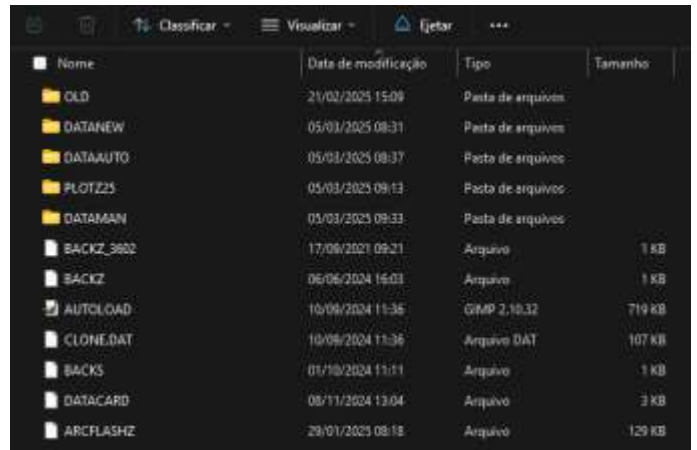 Classificar Visualizar Ejetar ...
Nome Data de modificação Tipo Tamanho
OLD 21/02/2025 15:09 Pasta de arquivos
DATANEW 05/03/2025 08:31 Pasta de arquivos
DATAAUTO 05/03/2025 08:37 Pasta de arquivos
PLOTZ25 05/03/2025 09:13 Pasta de arquivos
DATAMAN 05/03/2025 09:33 Pasta de arquivos
BACKZ_3602 17/09/2021 09:21 Arquivo 1 KB
BACKZ 06/06/2024 16:03 Arquivo 1 KB
AUTOLOAD 10/09/2024 11:36 GIMP 2.10.32 719 KB
CLONE.DAT 10/09/2024 11:36 Arquivo DAT 107 KB
BACKS 01/10/2024 11:11 Arquivo 1 KB
DATACARD 08/11/2024 13:04 Arquivo 3 KB
ARCFLASHZ 29/01/2025 08:18 Arquivo 129 KB